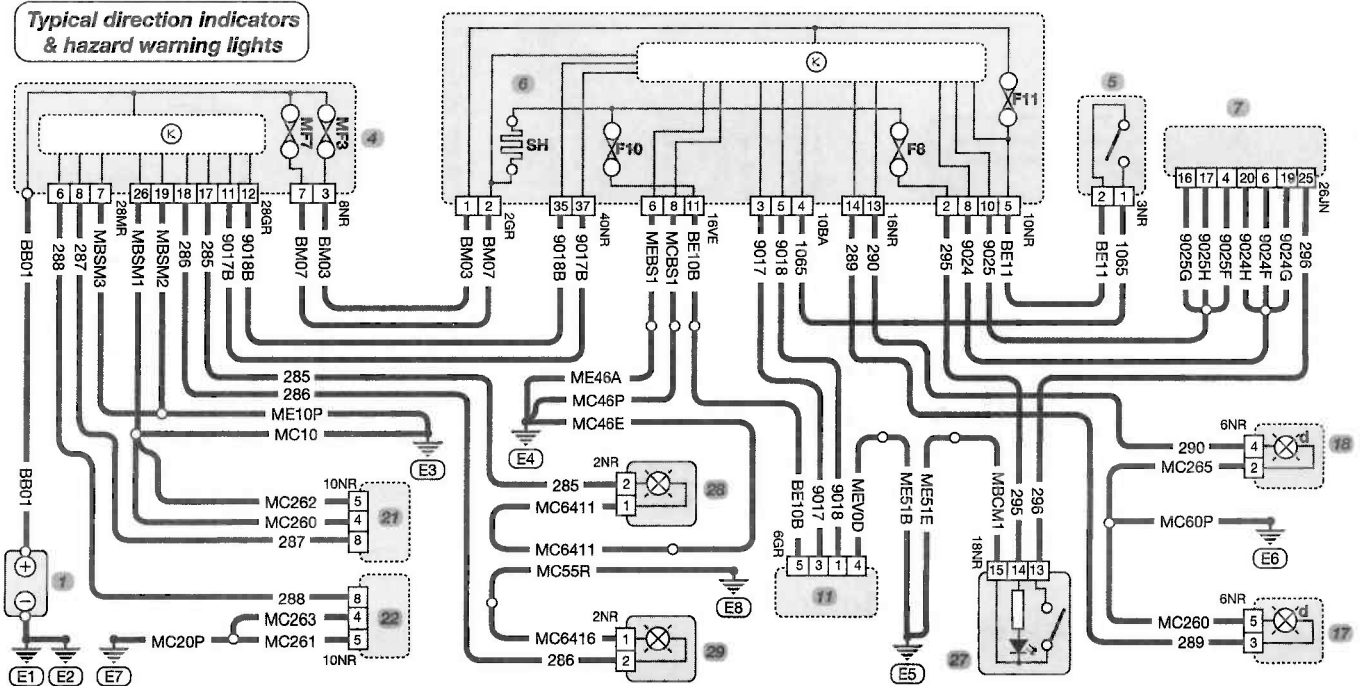 Typical direction indicators
& hazard warning lights
K
MF7
MF3
4
6 8 7 26 19 18 17 11 12 7 3
28MR
28GR
8NR
BB01
288
287
MBSM3
MBSM1
MBSM2
286
285
9017B
9018B
BM07
BM03
6
K
SH
F10
F8
F11
1 2 35 37 6 8 11 3 5 4 14 13 2 8 10 5
2GR
40NR
16VE
10BA
16NR
10NR
BM03
BM07
9018B
9017B
MEBS1
MCBS1
BE10B
9017
9018
1065
289
290
295
9024
9025
BE11
5
2 1
3NR
BE11
1065
7
16 17 4 20 6 19 25
26JN
9025G
9025H
9025F
9024H
9024F
9024G
296
285
286
ME10P
MC10
E3
ME46A
MC46P
MC46E
E4
BB01
+
−
1
E1
E2
10NR
MC262 5
MC260 4
287 8
21
288 8
MC263 4
MC261 5
22
10NR
MC20P
E7
2NR
285 2
MC6411 1
28
MC6411
MC55R
E8
2NR
MC6416 1
286 2
29
BE10B
9017
9018
MEV0D
6GR
5 3 1 4
11
ME51B
ME51E
E5
MBCM1
295
296
18NR
15 14 13
27
6NR
290 4
MC265 2
d
18
MC60P
E6
6NR
MC260 5
289 3
d
17